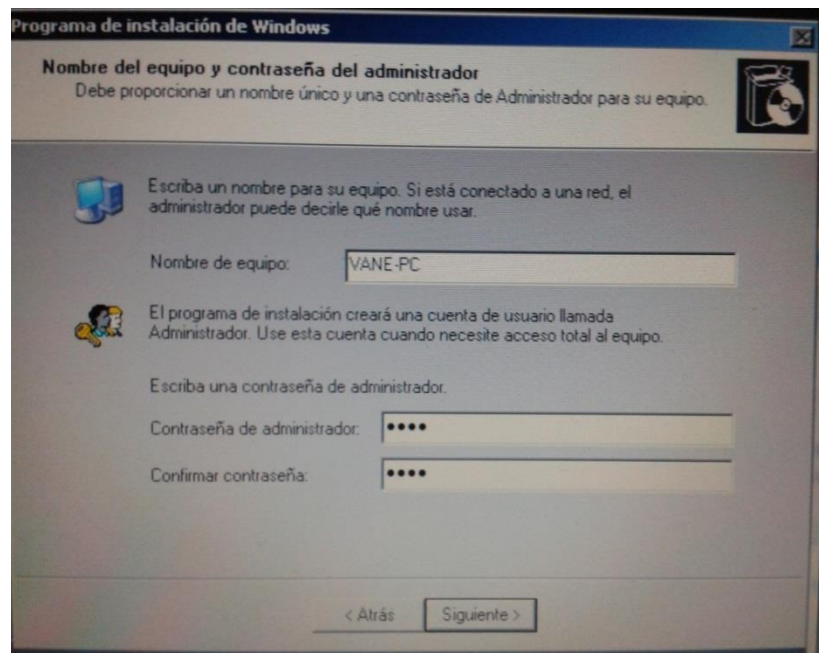 Programa de instalación de Windows
Nombre del equipo y contraseña del administrador
Debe proporcionar un nombre único y una contraseña de Administrador para su equipo.
Escriba un nombre para su equipo. Si está conectado a una red, el
administrador puede decirle qué nombre usar.
Nombre de equipo: VANE-PC
El programa de instalación creará una cuenta de usuario llamada
Administrador. Use esta cuenta cuando necesite acceso total al equipo.
Escriba una contraseña de administrador.
Contraseña de administrador: ••••
Confirmar contraseña: ••••
< Atrás Siguiente >